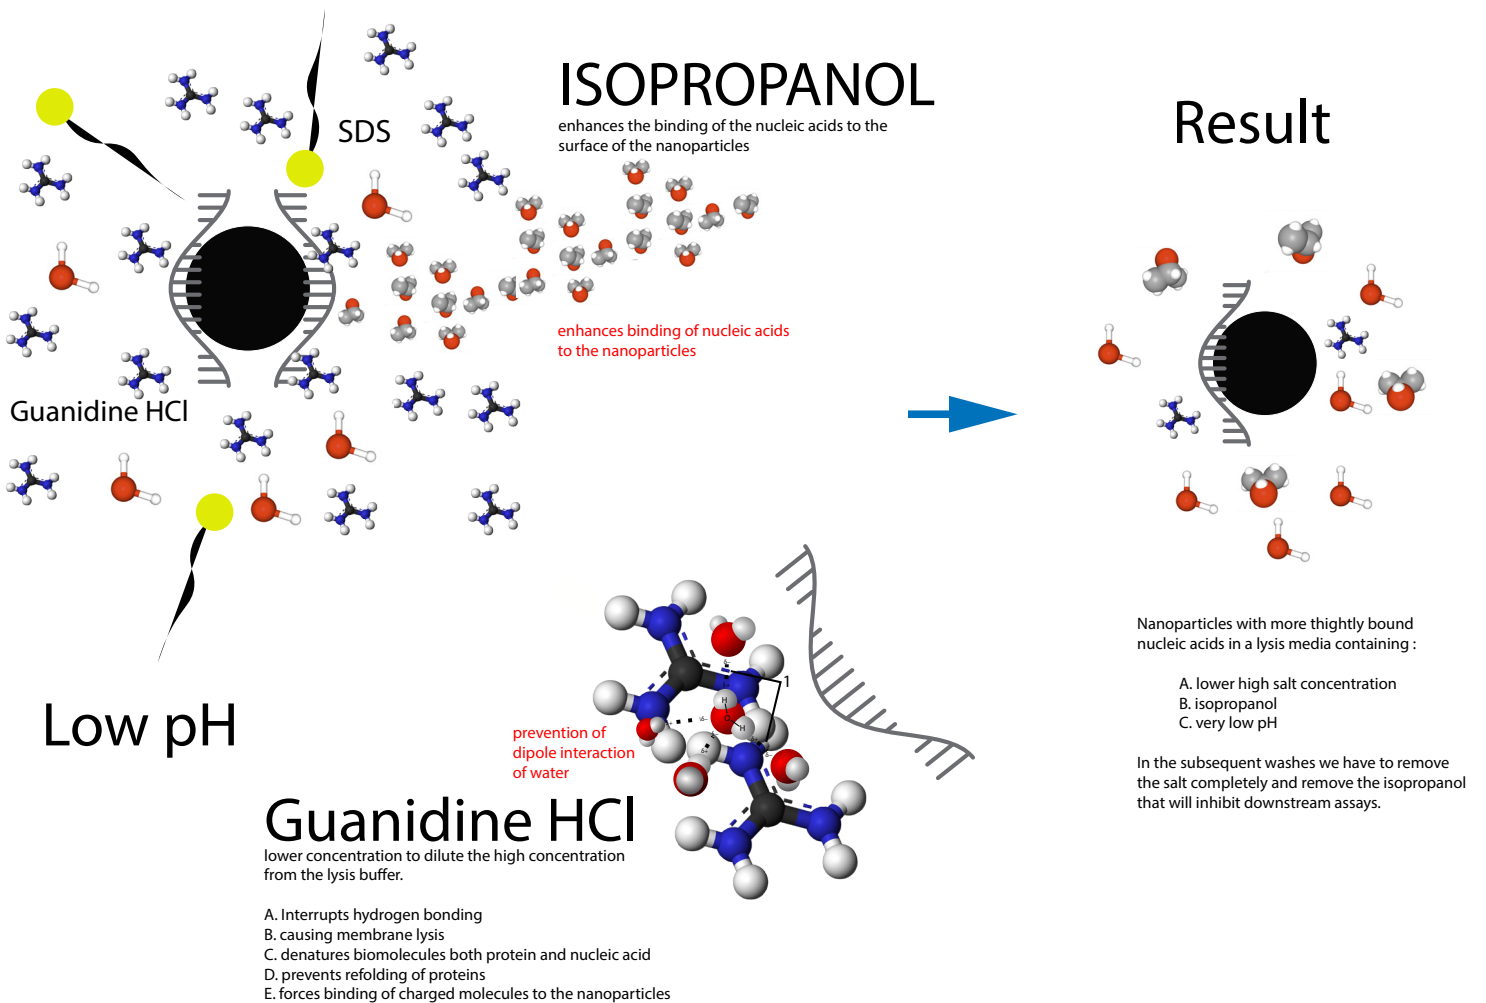 ISOPROPANOL
enhances the binding of the nucleic acids to the
surface of the nanoparticles
SDS
enhances binding of nucleic acids
to the nanoparticles
Guanidine HCl
Low pH
prevention of
dipole interaction
of water
1
H
O
H
δ−
δ+
Guanidine HCl
lower concentration to dilute the high concentration
from the lysis buffer.
A. Interrupts hydrogen bonding
B. causing membrane lysis
C. denatures biomolecules both protein and nucleic acid
D. prevents refolding of proteins
E. forces binding of charged molecules to the nanoparticles
Result
Nanoparticles with more thightly bound
nucleic acids in a lysis media containing :
A. lower high salt concentration
B. isopropanol
C. very low pH
In the subsequent washes we have to remove
the salt completely and remove the isopropanol
that will inhibit downstream assays.